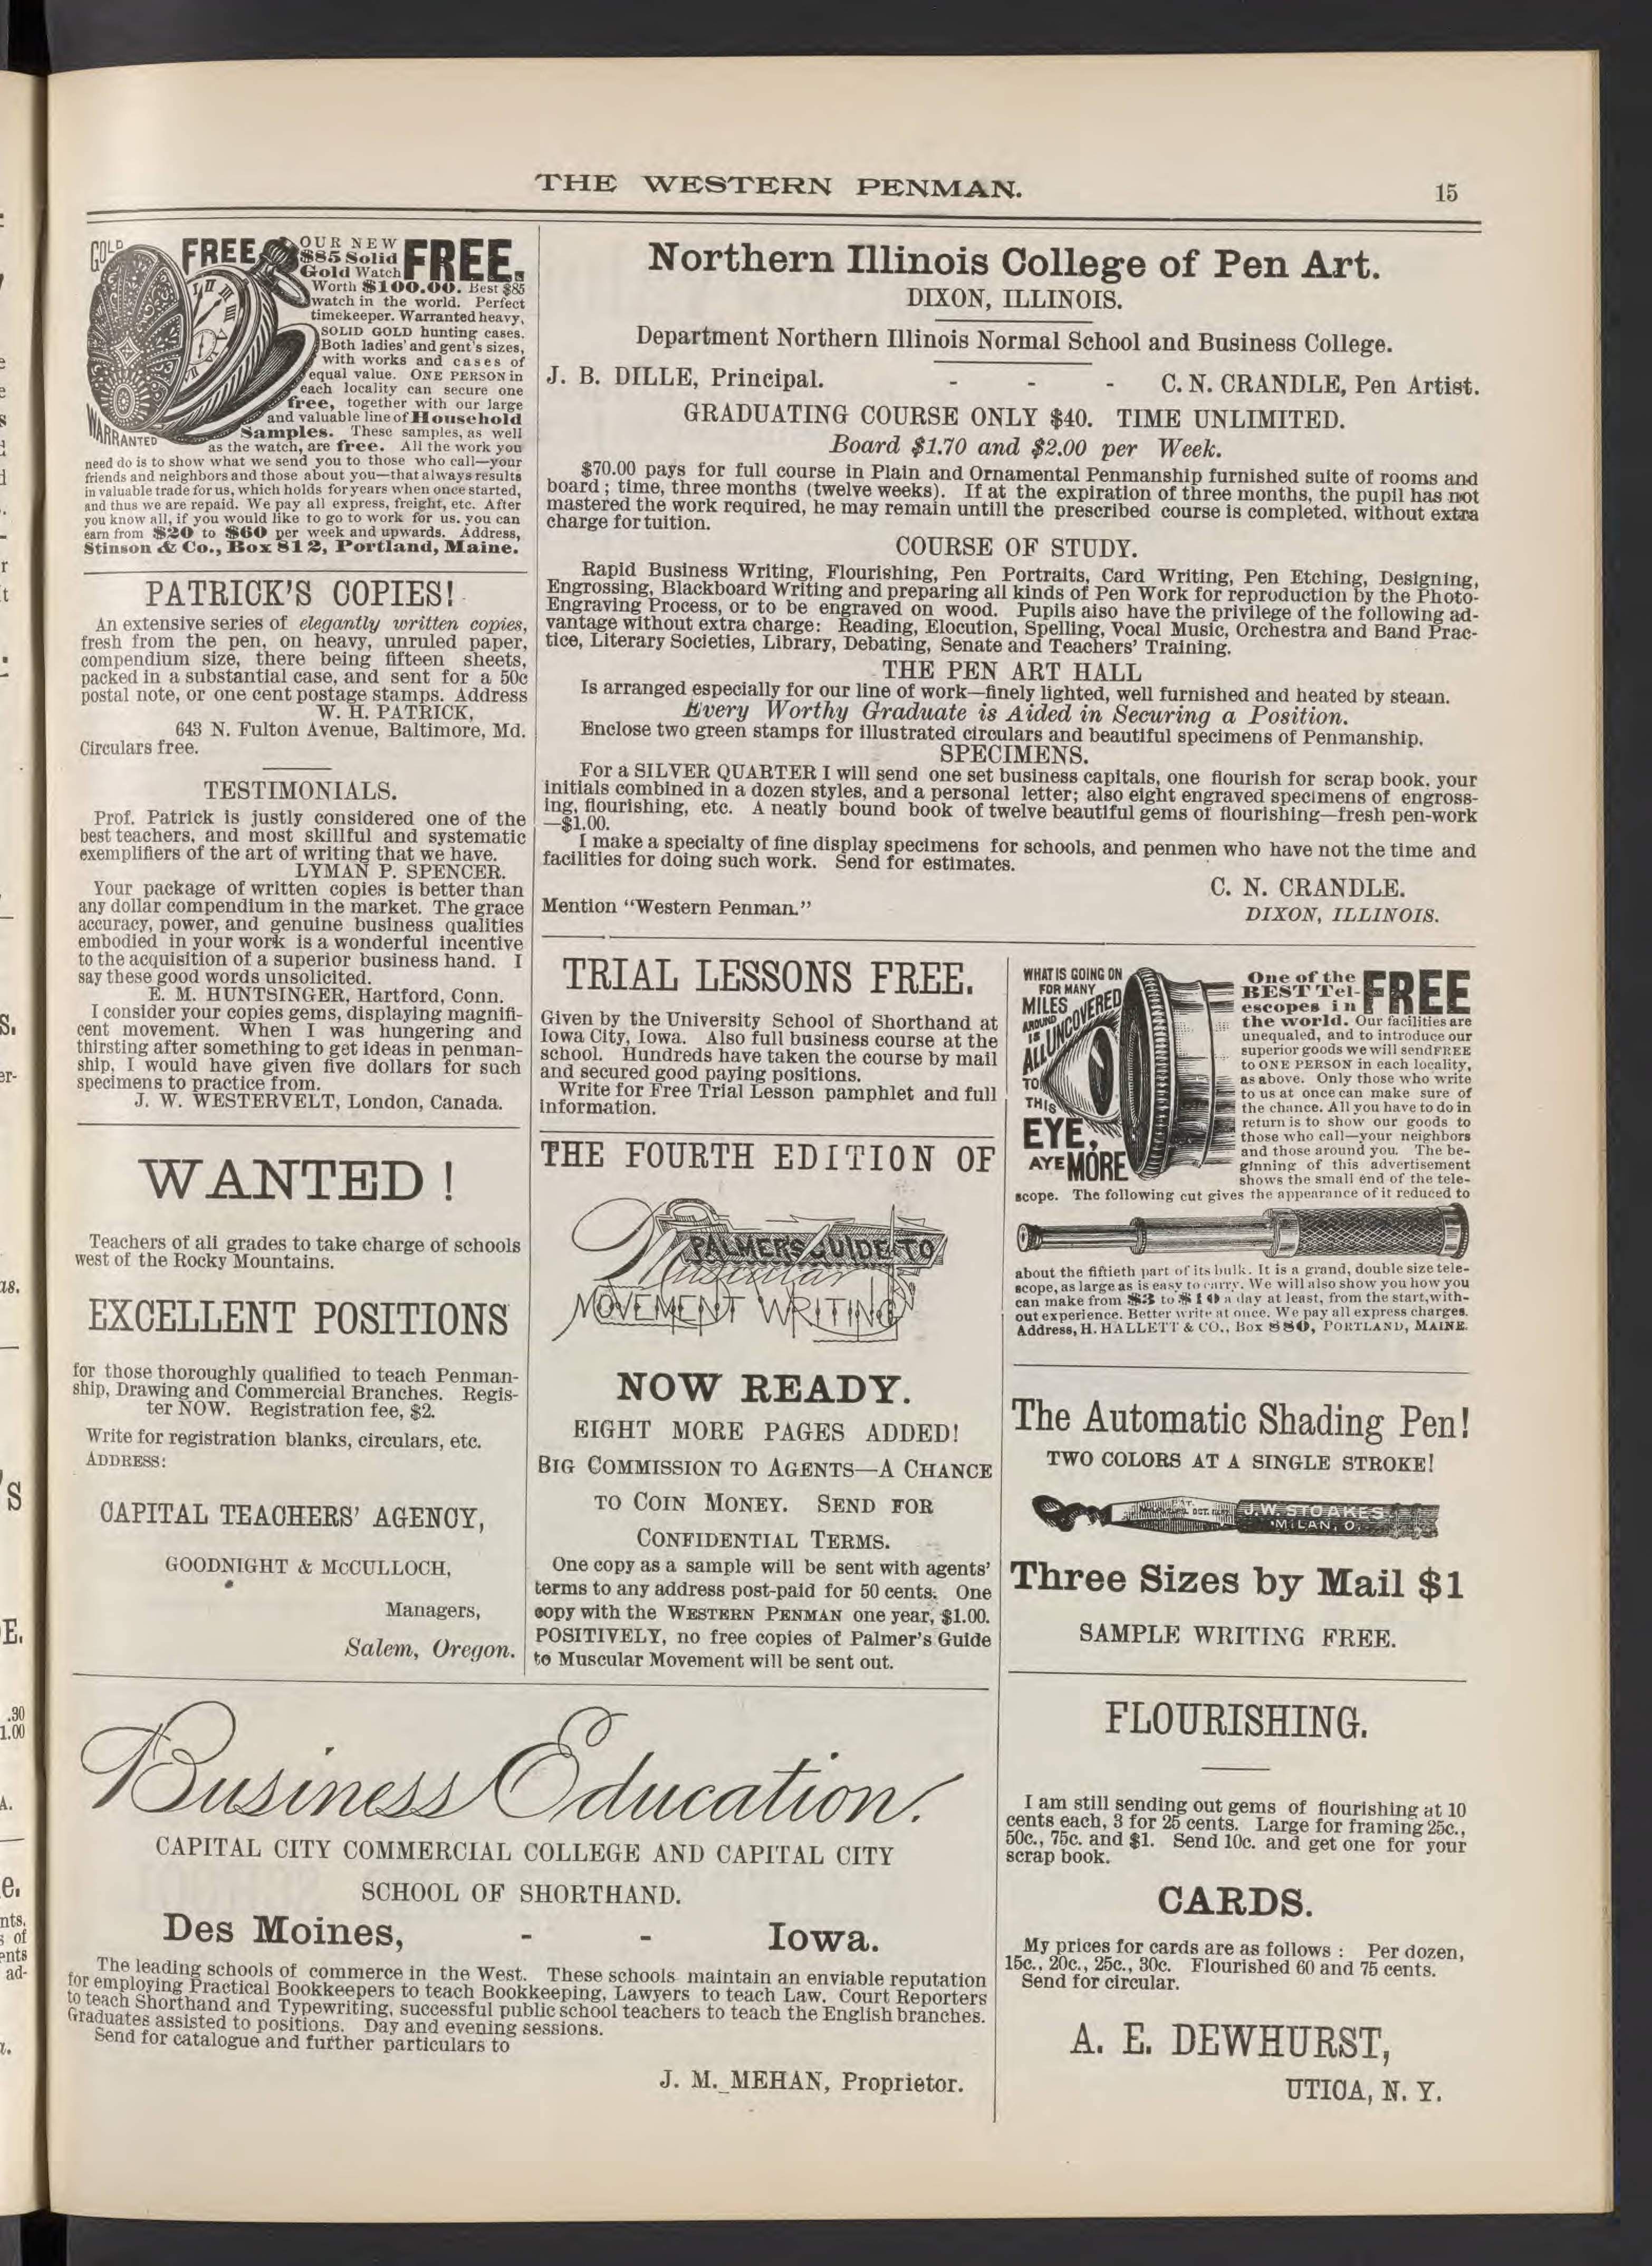 THE WESTERN PENMAN.
15
GOLD
WARRANTED
FREE
OUR NEW
$85 Solid
Gold Watch
FREE.
Worth $100.00. Best $85
watch in the world. Perfect
timekeeper. Warranted heavy,
SOLID GOLD hunting cases.
Both ladies' and gent's sizes,
with works and cases of
equal value. ONE PERSON in
each locality can secure one
free, together with our large
and valuable line of Household
Samples. These samples, as well
as the watch, are free. All the work you
need do is to show what we send you to those who call—your
friends and neighbors and those about you—that always results
in valuable trade for us, which holds for years when once started,
and thus we are repaid. We pay all express, freight, etc. After
you know all, if you would like to go to work for us, you can
earn from $20 to $60 per week and upwards. Address,
Stinson & Co., Box 812, Portland, Maine.
PATRICK'S COPIES!
An extensive series of elegantly written copies,
fresh from the pen, on heavy, unruled paper,
compendium size, there being fifteen sheets,
packed in a substantial case, and sent for a 50c
postal note, or one cent postage stamps. Address
W. H. PATRICK,
643 N. Fulton Avenue, Baltimore, Md.
Circulars free.
TESTIMONIALS.
Prof. Patrick is justly considered one of the
best teachers, and most skillful and systematic
exemplifiers of the art of writing that we have.
LYMAN P. SPENCER.
Your package of written copies is better than
any dollar compendium in the market. The grace
accuracy, power, and genuine business qualities
embodied in your work is a wonderful incentive
to the acquisition of a superior business hand. I
say these good words unsolicited.
E. M. HUNTSINGER, Hartford, Conn.
I consider your copies gems, displaying magnifi-
cent movement. When I was hungering and
thirsting after something to get ideas in penman-
ship, I would have given five dollars for such
specimens to practice from.
J. W. WESTERVELT, London, Canada.
WANTED!
Teachers of all grades to take charge of schools
west of the Rocky Mountains.
EXCELLENT POSITIONS
for those thoroughly qualified to teach Penman-
ship, Drawing and Commercial Branches. Regis-
ter NOW. Registration fee, $2.
Write for registration blanks, circulars, etc.
ADDRESS:
CAPITAL TEACHERS' AGENCY,
GOODNIGHT & McCULLOCH,
Managers,
Salem, Oregon.
Northern Illinois College of Pen Art.
DIXON, ILLINOIS.
Department Northern Illinois Normal School and Business College.
J. B. DILLE, Principal. - - - C. N. CRANDLE, Pen Artist.
GRADUATING COURSE ONLY $40. TIME UNLIMITED.
Board $1.70 and $2.00 per Week.
$70.00 pays for full course in Plain and Ornamental Penmanship furnished suite of rooms and
board; time, three months (twelve weeks). If at the expiration of three months, the pupil has not
mastered the work required, he may remain untill the prescribed course is completed, without extra
charge for tuition.
COURSE OF STUDY.
Rapid Business Writing, Flourishing, Pen Portraits, Card Writing, Pen Etching, Designing,
Engrossing, Blackboard Writing and preparing all kinds of Pen Work for reproduction by the Photo-
Engraving Process, or to be engraved on wood. Pupils also have the privilege of the following ad-
vantage without extra charge: Reading, Elocution, Spelling, Vocal Music, Orchestra and Band Prac-
tice, Literary Societies, Library, Debating, Senate and Teachers' Training.
THE PEN ART HALL
Is arranged especially for our line of work—finely lighted, well furnished and heated by steam.
Every Worthy Graduate is Aided in Securing a Position.
Enclose two green stamps for illustrated circulars and beautiful specimens of Penmanship.
SPECIMENS.
For a SILVER QUARTER I will send one set business capitals, one flourish for scrap book, your
initials combined in a dozen styles, and a personal letter; also eight engraved specimens of engross-
ing, flourishing, etc. A neatly bound book of twelve beautiful gems of flourishing—fresh pen-work
—$1.00.
I make a specialty of fine display specimens for schools, and penmen who have not the time and
facilities for doing such work. Send for estimates.
C. N. CRANDLE.
Mention "Western Penman."
DIXON, ILLINOIS.
TRIAL LESSONS FREE.
Given by the University School of Shorthand at
Iowa City, Iowa. Also full business course at the
school. Hundreds have taken the course by mail
and secured good paying positions.
Write for Free Trial Lesson pamphlet and full
information.
THE FOURTH EDITION OF
PALMER'S GUIDE TO
Muscular
MOVEMENT WRITING
NOW READY.
EIGHT MORE PAGES ADDED!
BIG COMMISSION TO AGENTS—A CHANCE
TO COIN MONEY. SEND FOR
CONFIDENTIAL TERMS.
One copy as a sample will be sent with agents'
terms to any address post-paid for 50 cents. One
copy with the WESTERN PENMAN one year, $1.00.
POSITIVELY, no free copies of Palmer's Guide
to Muscular Movement will be sent out.
WHAT IS GOING ON
FOR MANY
MILES
AROUND
IS
ALL UNCOVERED
TO
THIS
EYE,
AYE MORE
One of the
BEST Tel-
escopes in
FREE
the world. Our facilities are
unequaled, and to introduce our
superior goods we will send FREE
to ONE PERSON in each locality,
as above. Only those who write
to us at once can make sure of
the chance. All you have to do in
return is to show our goods to
those who call—your neighbors
and those around you. The be-
ginning of this advertisement
shows the small end of the tele-
scope. The following cut gives the appearance of it reduced to
about the fiftieth part of its bulk. It is a grand, double size tele-
scope, as large as is easy to carry. We will also show you how you
can make from $3 to $10 a day at least, from the start, with-
out experience. Better write at once. We pay all express charges.
Address, H. HALLETT & CO., Box 880, PORTLAND, MAINE.
The Automatic Shading Pen!
TWO COLORS AT A SINGLE STROKE!
J.W. STOAKES
MILAN, O.
Three Sizes by Mail $1
SAMPLE WRITING FREE.
FLOURISHING.
I am still sending out gems of flourishing at 10
cents each, 3 for 25 cents. Large for framing 25c.,
50c., 75c. and $1. Send 10c. and get one for your
scrap book.
CARDS.
My prices for cards are as follows: Per dozen,
15c., 20c., 25c., 30c. Flourished 60 and 75 cents.
Send for circular.
A. E. DEWHURST,
UTICA, N. Y.
Business Education.
CAPITAL CITY COMMERCIAL COLLEGE AND CAPITAL CITY
SCHOOL OF SHORTHAND.
Des Moines, - - Iowa.
The leading schools of commerce in the West. These schools maintain an enviable reputation
for employing Practical Bookkeepers to teach Bookkeeping, Lawyers to teach Law. Court Reporters
to teach Shorthand and Typewriting, successful public school teachers to teach the English branches.
Graduates assisted to positions. Day and evening sessions.
Send for catalogue and further particulars to
J. M. MEHAN, Proprietor.